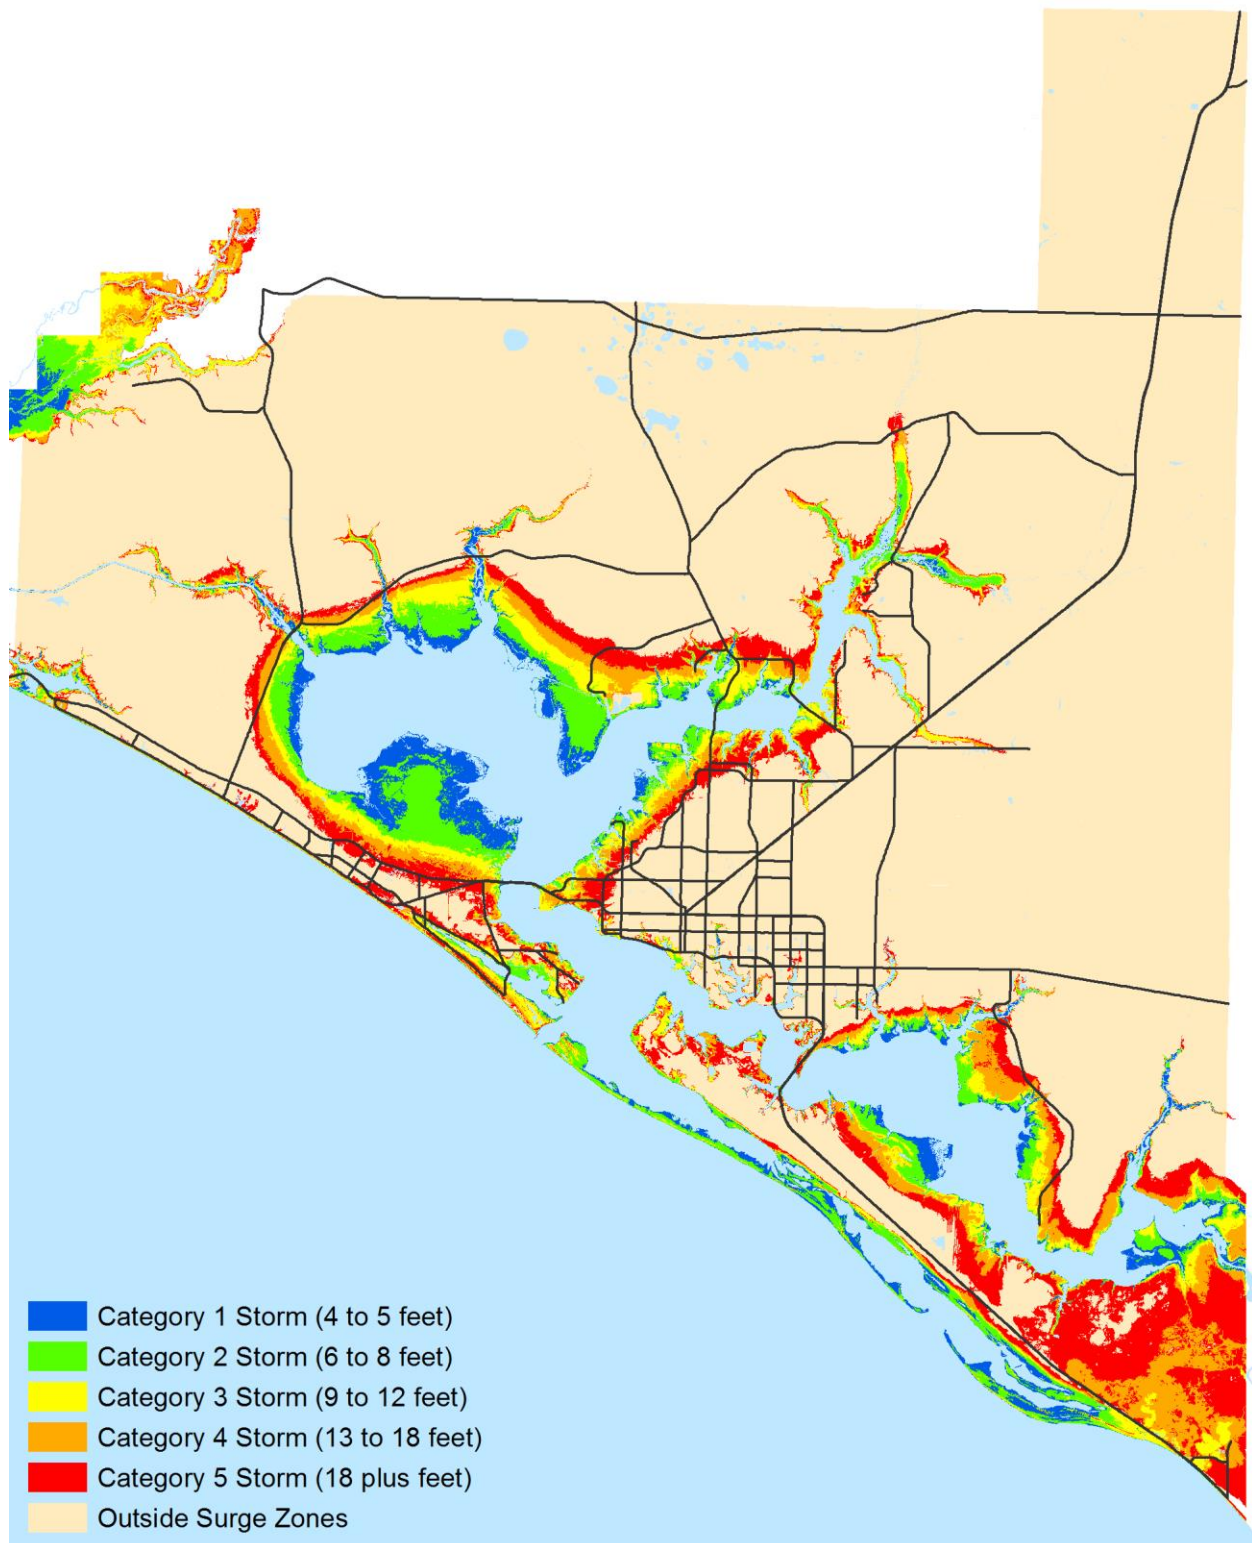 Category 1 Storm (4 to 5 feet)
Category 2 Storm (6 to 8 feet)
Category 3 Storm (9 to 12 feet)
Category 4 Storm (13 to 18 feet)
Category 5 Storm (18 plus feet)
Outside Surge Zones